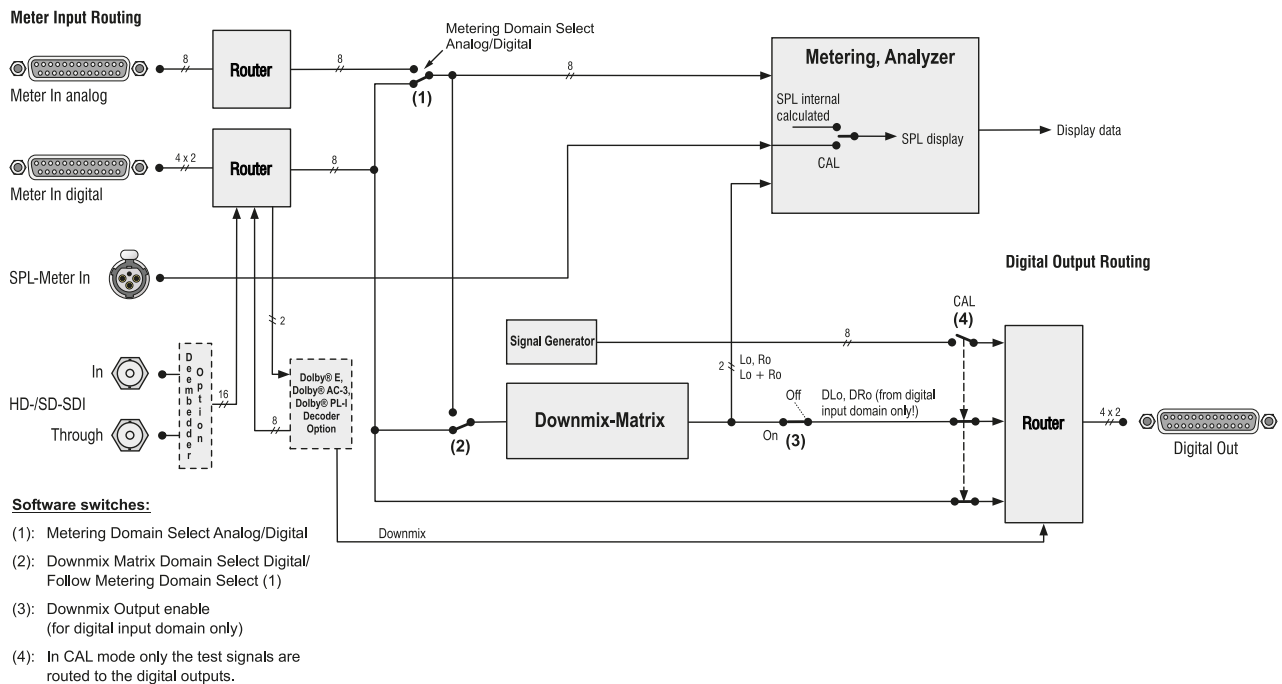 Meter Input Routing
Metering Domain Select
Analog/Digital
8
Router
8
(1)
8
Meter In analog
Metering, Analyzer
SPL internal
calculated
SPL display
CAL
Display data
4 x 2
Router
8
Meter In digital
SPL-Meter In
Digital Output Routing
2
CAL
(4)
Signal Generator
8
2
Lo, Ro
Lo + Ro
In
HD-/SD-SDI
Through
Deembedder
Option
16
8
Dolby® E,
Dolby® AC-3,
Dolby® PL-I
Decoder
Option
(2)
Downmix-Matrix
Off
On
(3)
DLo, DRo (from digital
input domain only!)
Router
4 x 2
Digital Out
Downmix
Software switches:
(1): Metering Domain Select Analog/Digital
(2): Downmix Matrix Domain Select Digital/
Follow Metering Domain Select (1)
(3): Downmix Output enable
(for digital input domain only)
(4): In CAL mode only the test signals are
routed to the digital outputs.